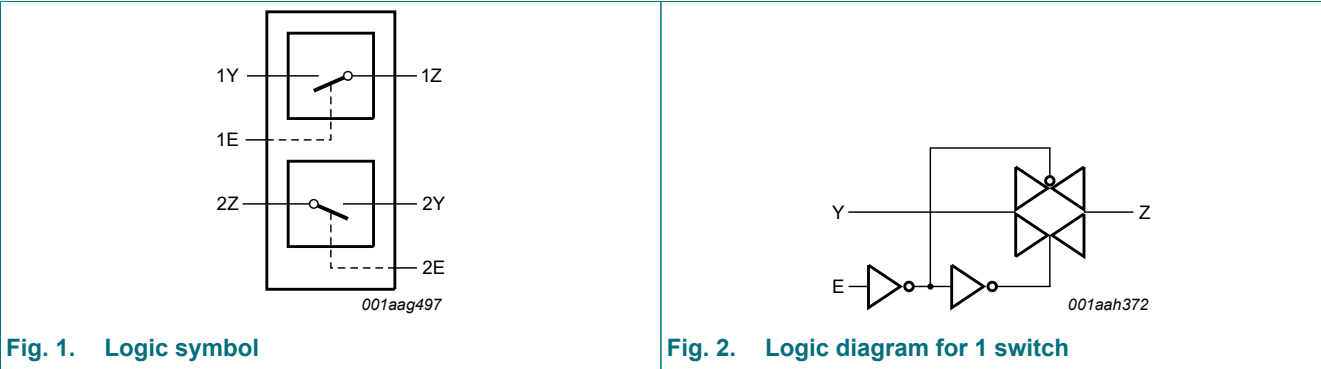 1Y
1Z
1E
2Z
2Y
2E
001aag497
Fig. 1. Logic symbol
Y
Z
E
001aah372
Fig. 2. Logic diagram for 1 switch